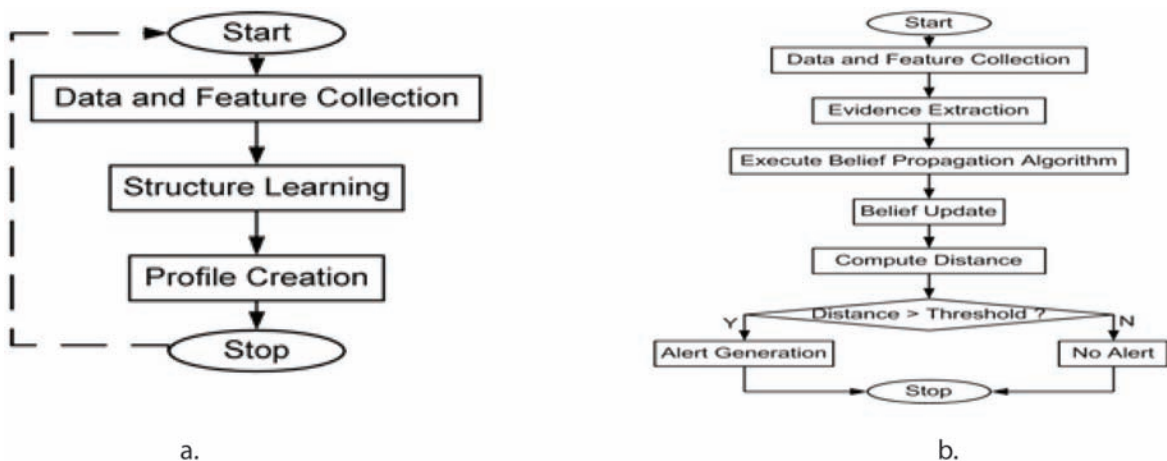 Start
Data and Feature Collection
Structure Learning
Profile Creation
Stop
a.
Start
Data and Feature Collection
Evidence Extraction
Execute Belief Propagation Algorithm
Belief Update
Compute Distance
Distance > Threshold ?
Y
N
Alert Generation
No Alert
Stop
b.